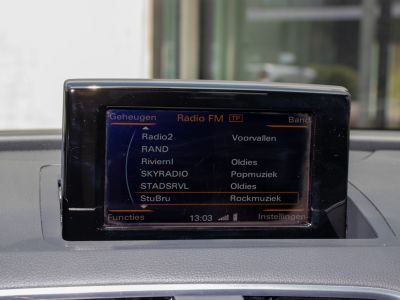 Geheugen Radio FM TP Band
Radio2 Voorvallen
RAND
Riviernl Oldies
SKYRADIO Popmuziek
STADSRVL Oldies
StuBru Rockmuziek
Functies 13:03 Instellingen